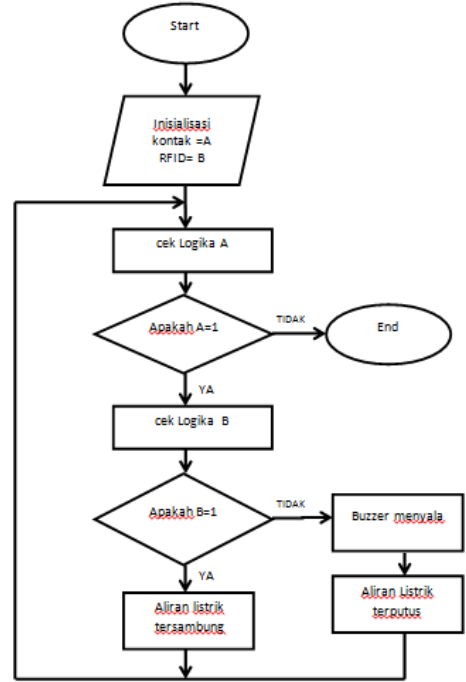 Start
Inisialisasi
kontak =A
RFID= B
cek Logika A
Apakah A=1
TIDAK
End
YA
cek Logika B
Apakah B=1
TIDAK
Buzzer menyala
YA
Aliran listrik
tersambung
Aliran Listrik
terputus